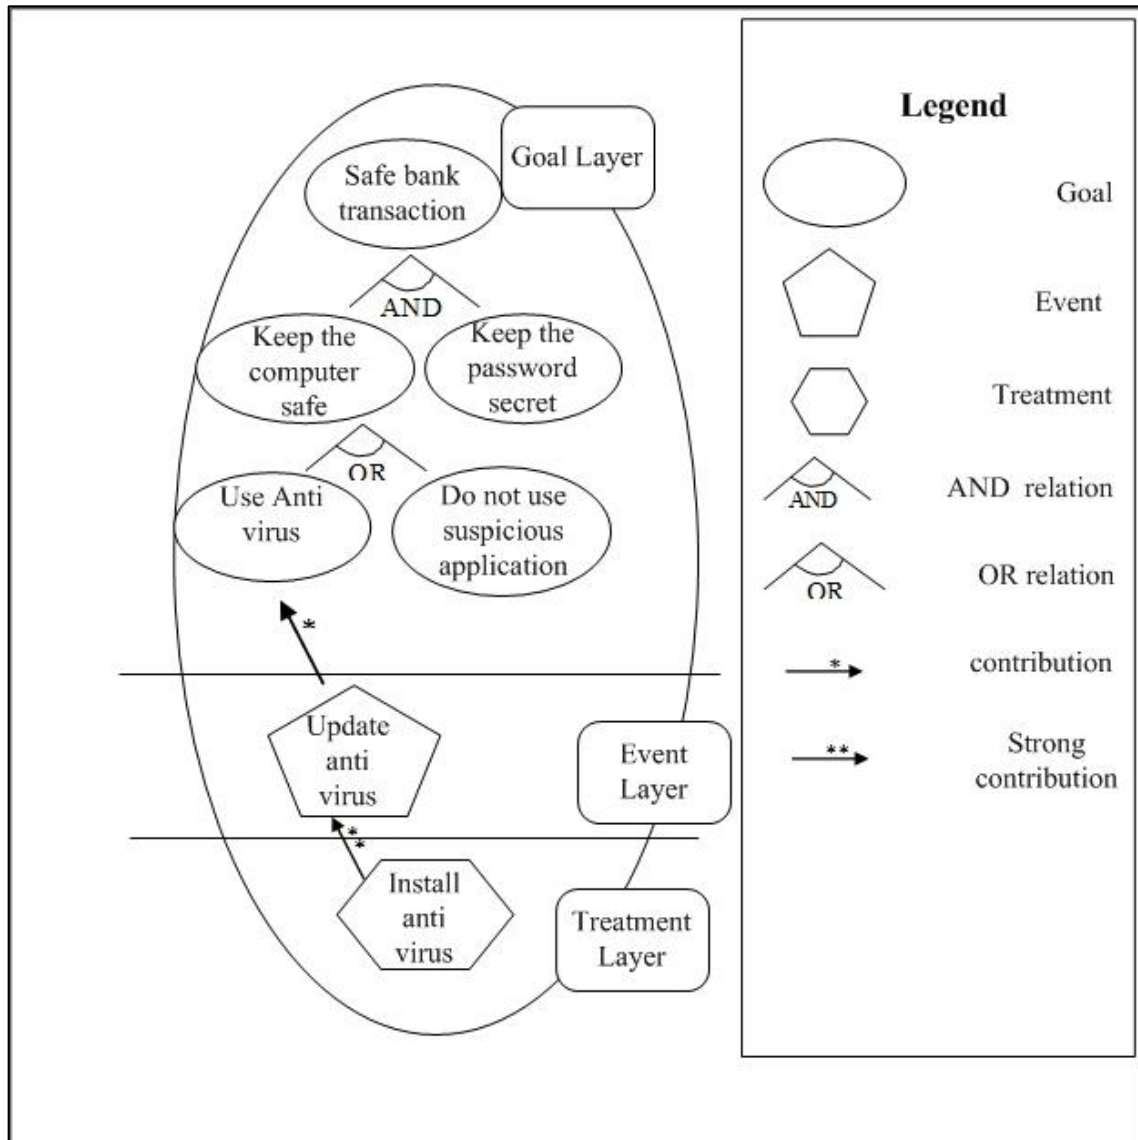 Goal Layer
Safe bank
transaction
AND
Keep the
computer
safe
Keep the
password
secret
OR
Use Anti
virus
Do not use
suspicious
application
*
Update
anti
virus
Event
Layer
**
Install
anti
virus
Treatment
Layer
Legend
Goal
Event
Treatment
AND
AND relation
OR
OR relation
*
contribution
**
Strong
contribution